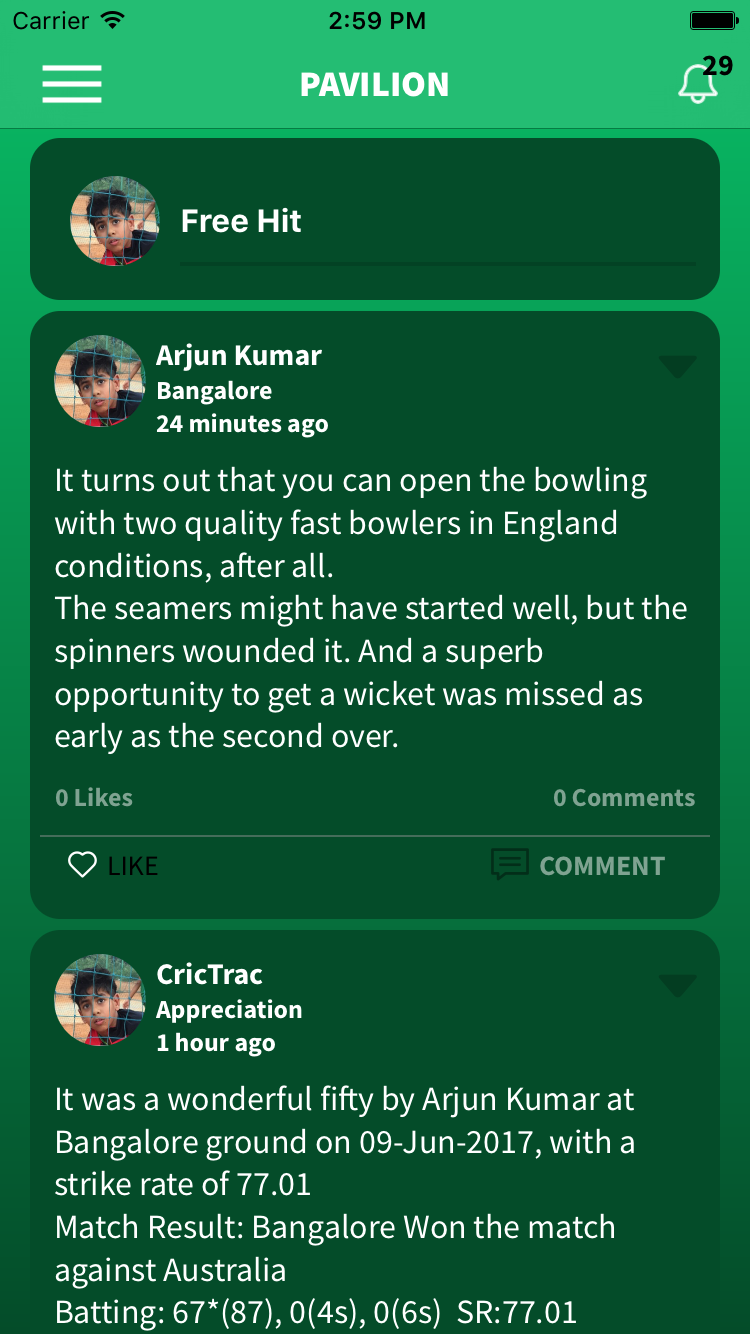 Carrier 2:59 PM
PAVILION 29
Free Hit
Arjun Kumar
Bangalore
24 minutes ago
It turns out that you can open the bowling
with two quality fast bowlers in England
conditions, after all.
The seamers might have started well, but the
spinners wounded it. And a superb
opportunity to get a wicket was missed as
early as the second over.
0 Likes 0 Comments
LIKE COMMENT
CricTrac
Appreciation
1 hour ago
It was a wonderful fifty by Arjun Kumar at
Bangalore ground on 09-Jun-2017, with a
strike rate of 77.01
Match Result: Bangalore Won the match
against Australia
Batting: 67*(87), 0(4s), 0(6s)  SR:77.01